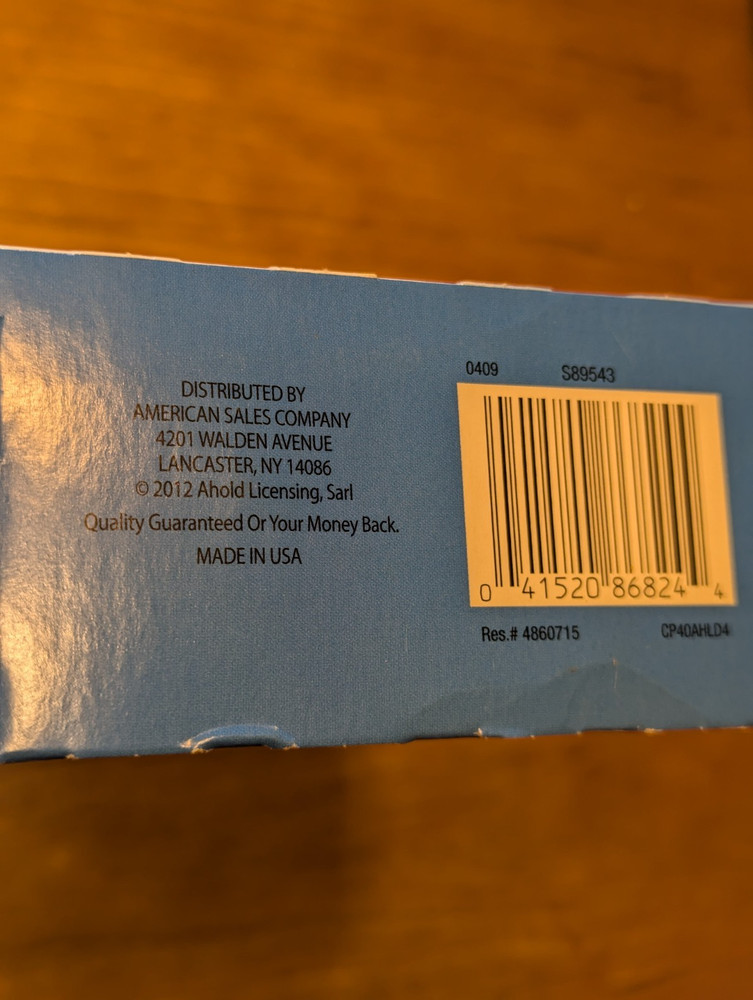 DISTRIBUTED BY
AMERICAN SALES COMPANY
4201 WALDEN AVENUE
LANCASTER, NY 14086
© 2012 Ahold Licensing, Sarl
Quality Guaranteed Or Your Money Back.
MADE IN USA
0409 S89543
0 41520 86824 4
Res.# 4860715 CP40AHLD4